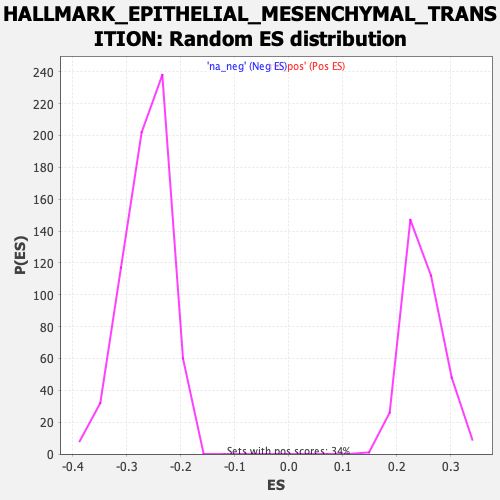 HALLMARK_EPITHELIAL_MESENCHYMAL_TRANS
ITION: Random ES distribution
'na_neg' (Neg ES)pos' (Pos ES)
240
220
200
180
160
140
120
100
80
60
40
20
0
P(ES)
Sets with pos scores: 34%
-0.4 -0.3 -0.2 -0.1 0.0 0.1 0.2 0.3
ES